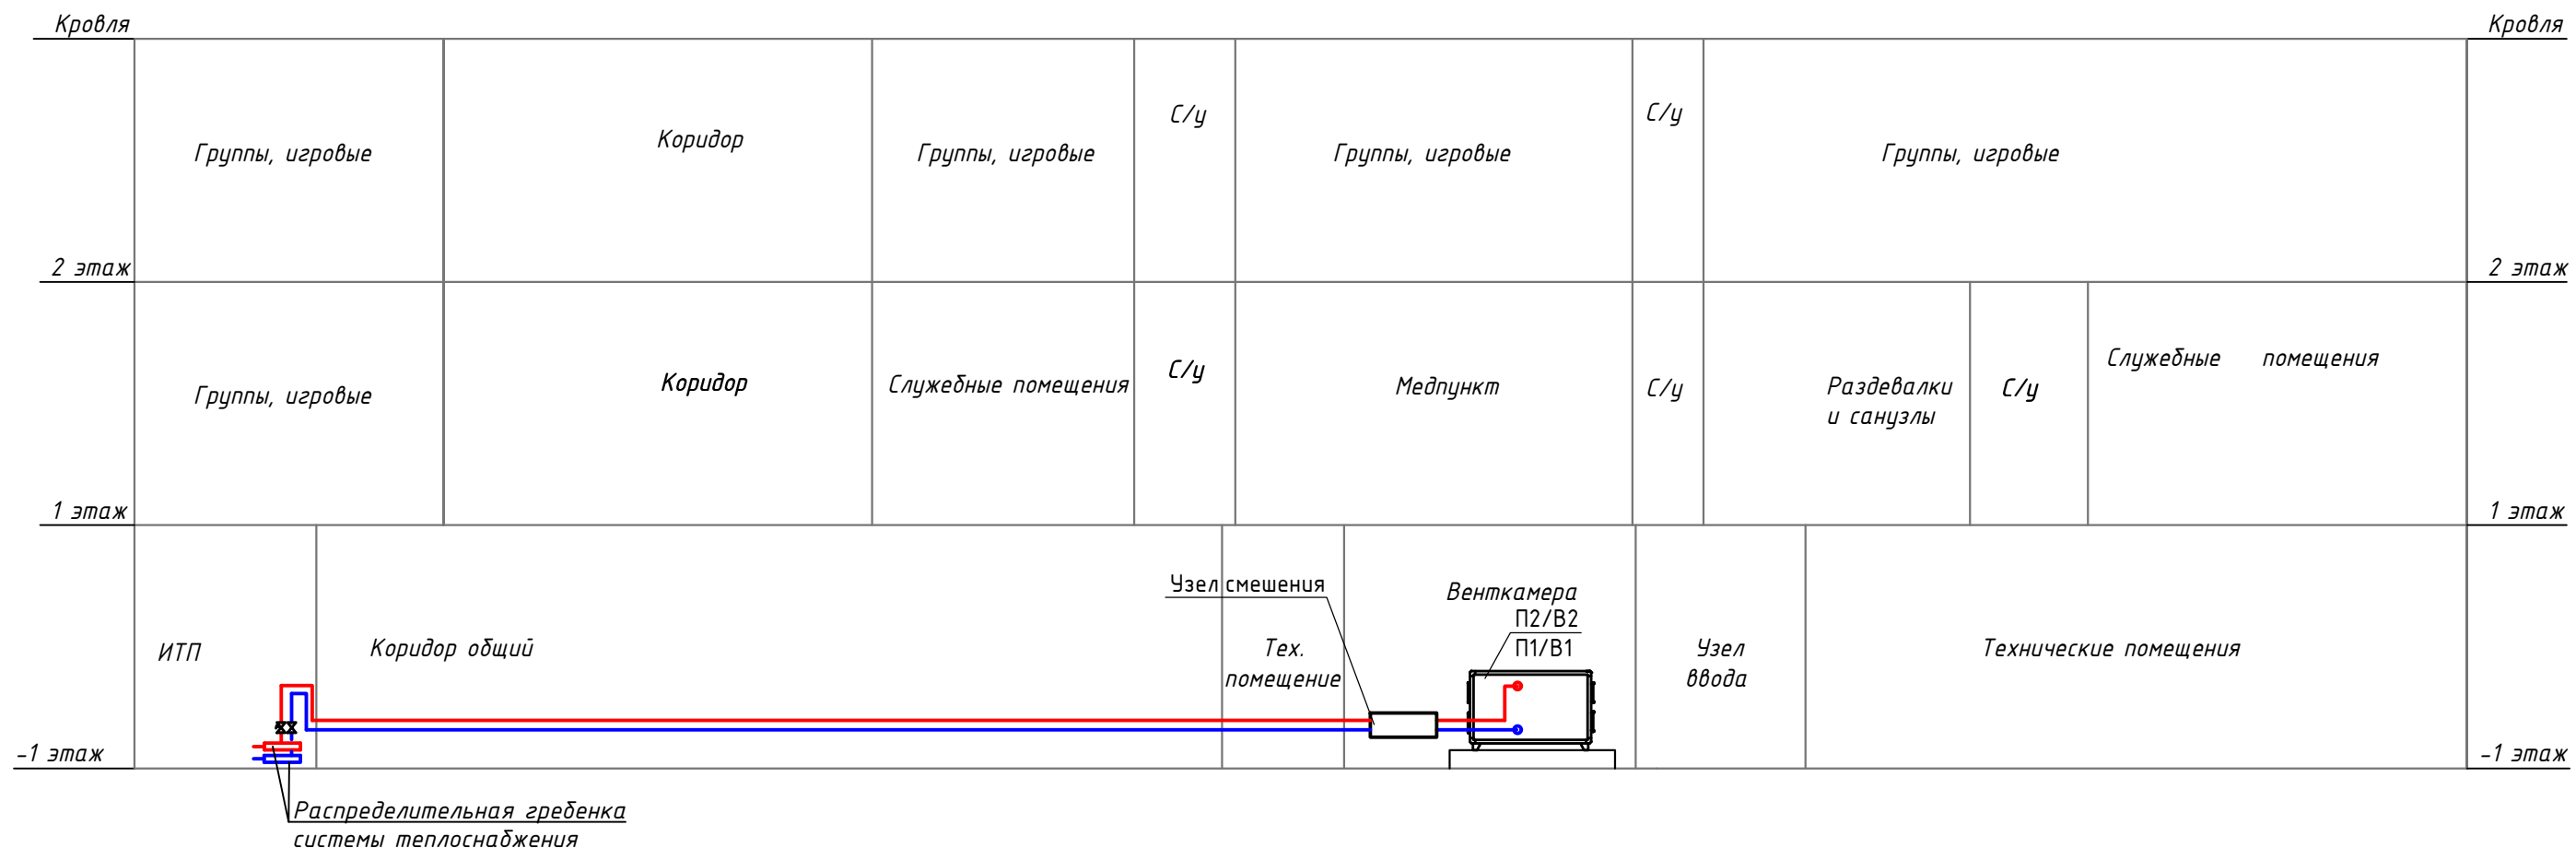 Кровля
Кровля
Группы, игровые
Коридор
Группы, игровые
С/у
Группы, игровые
С/у
Группы, игровые
2 этаж
2 этаж
Группы, игровые
Коридор
Служебные помещения
С/у
Медпункт
С/у
Раздевалки
и санузлы
С/у
Служебные помещения
1 этаж
1 этаж
ИТП
Коридор общий
Узел смешения
Тех.
помещение
Венткамера
П2/В2
П1/В1
Узел
ввода
Технические помещения
-1 этаж
-1 этаж
Распределительная гребенка
системы теплоснабжения